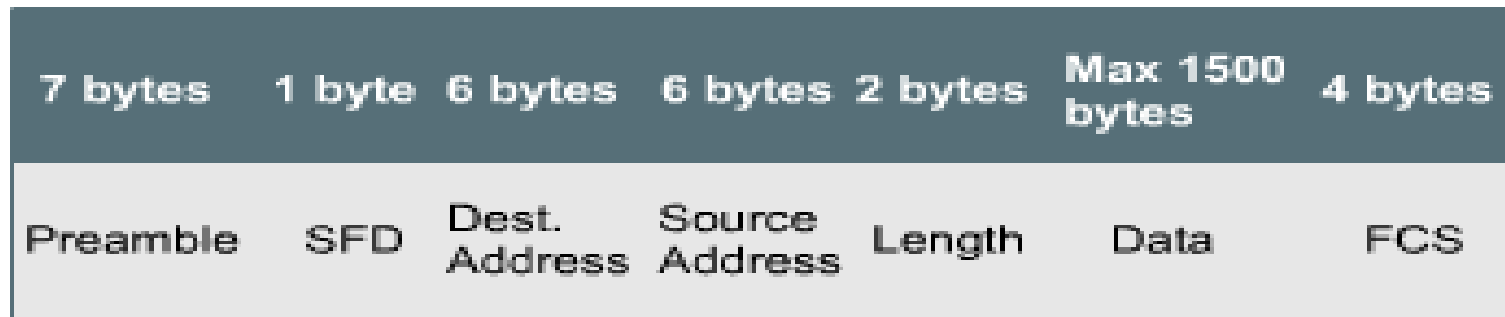 7 bytes 1 byte 6 bytes 6 bytes 2 bytes Max 1500 bytes 4 bytes
Preamble SFD Dest. Address Source Address Length Data FCS